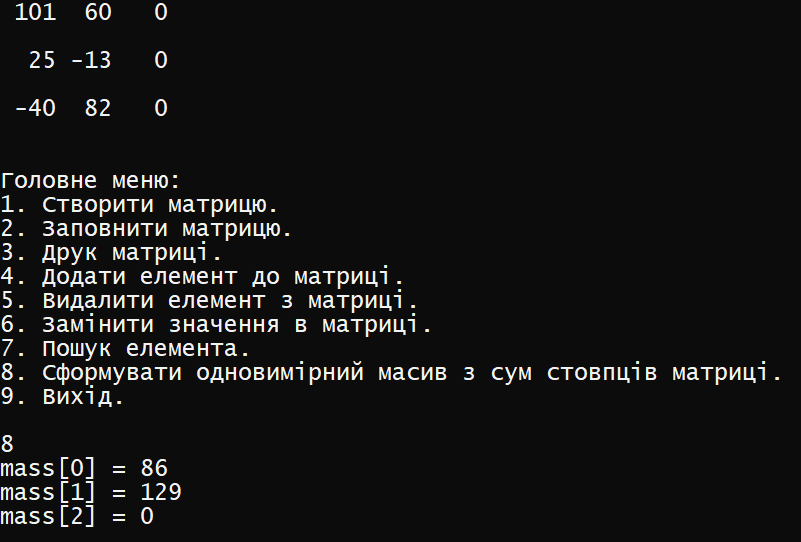 101 60 0
25 -13 0
-40 82 0
Головне меню:
1. Створити матрицю.
2. Заповнити матрицю.
3. Друк матриці.
4. Додати елемент до матриці.
5. Видалити елемент з матриці.
6. Замінити значення в матриці.
7. Пошук елемента.
8. Сформувати одновимірний масив з сум стовпців матриці.
9. Вихід.
8
mass[0] = 86
mass[1] = 129
mass[2] = 0